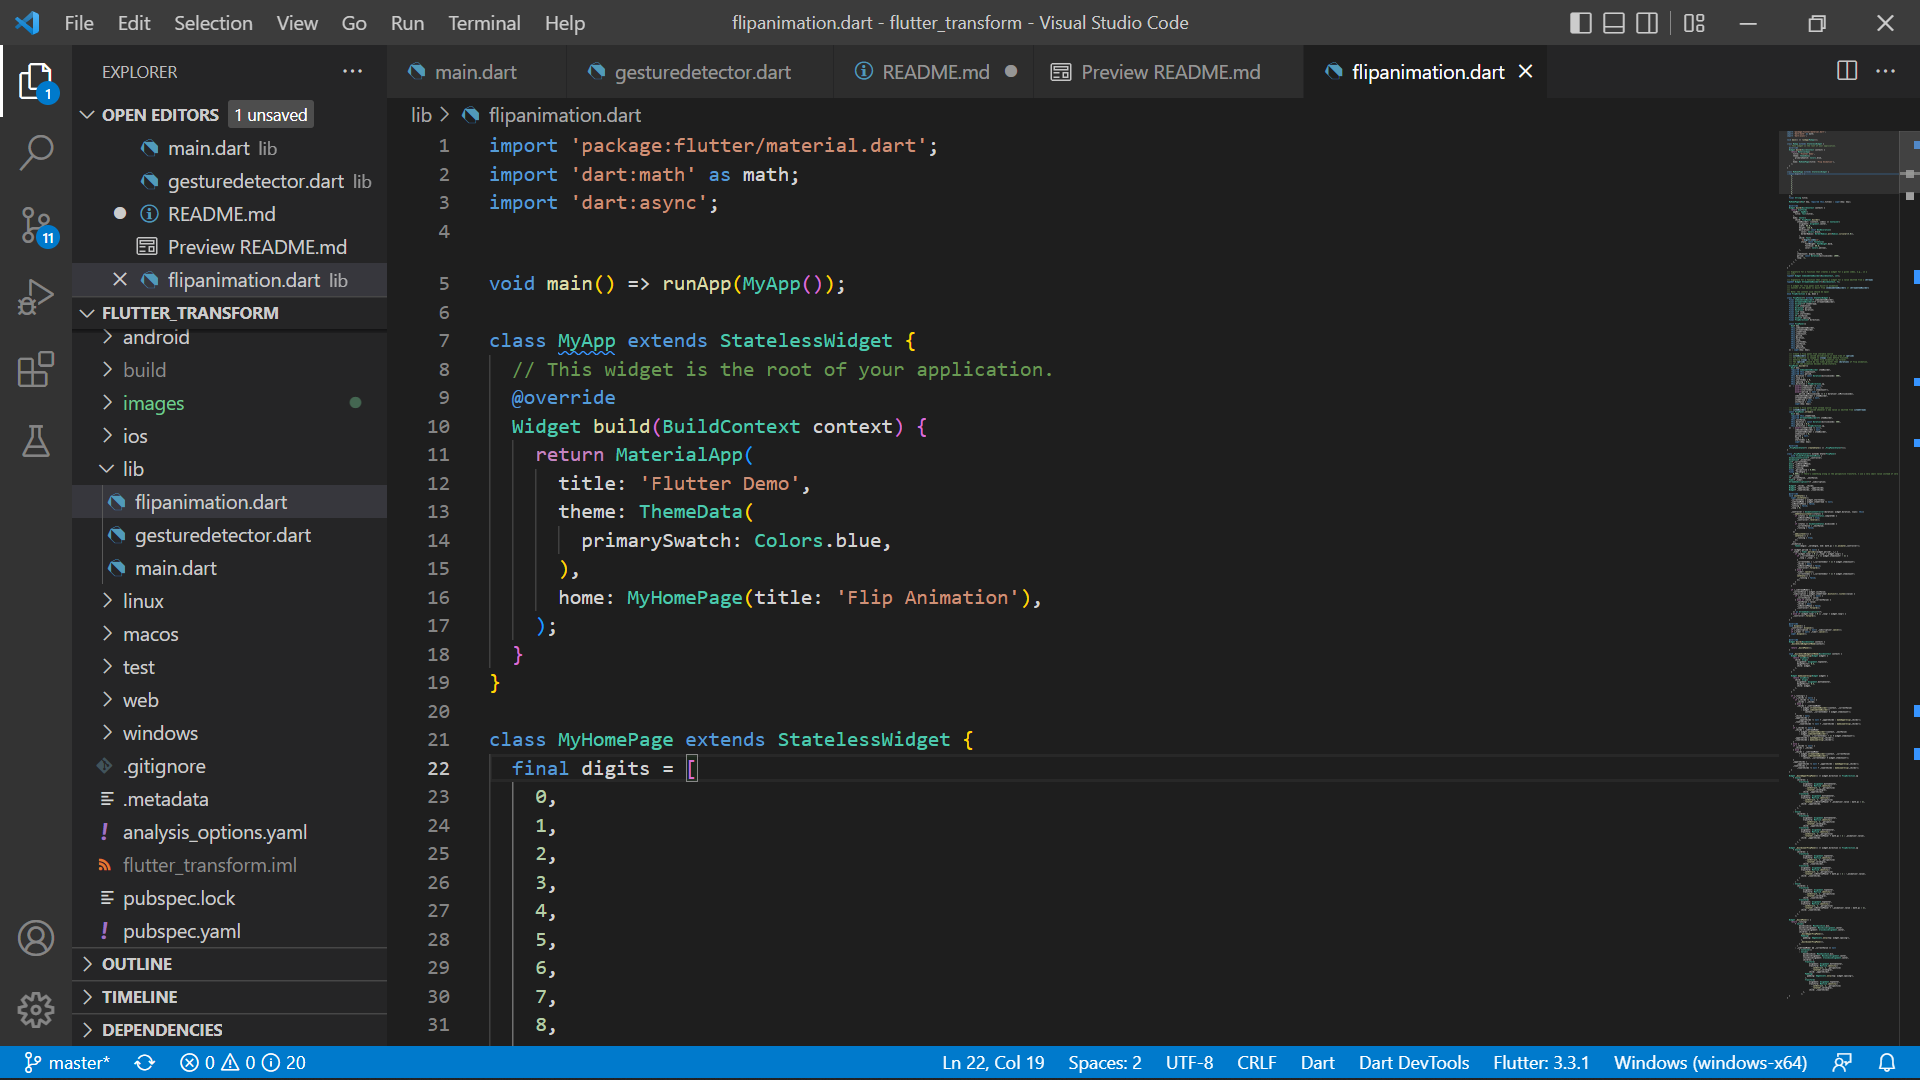 File Edit Selection View Go Run Terminal Help
flipanimation.dart - flutter_transform - Visual Studio Code
1
11
EXPLORER
OPEN EDITORS 1 unsaved
main.dart lib
gesturedetector.dart lib
README.md
Preview README.md
flipanimation.dart lib
FLUTTER_TRANSFORM
android
build
images
ios
lib
flipanimation.dart
gesturedetector.dart
main.dart
linux
macos
test
web
windows
.gitignore
.metadata
analysis_options.yaml
flutter_transform.iml
pubspec.lock
pubspec.yaml
OUTLINE
TIMELINE
DEPENDENCIES
main.dart gesturedetector.dart README.md Preview README.md flipanimation.dart
lib > flipanimation.dart
1 import 'package:flutter/material.dart';
2 import 'dart:math' as math;
3 import 'dart:async';
4
5 void main() => runApp(MyApp());
6
7 class MyApp extends StatelessWidget {
8 // This widget is the root of your application.
9 @override
10 Widget build(BuildContext context) {
11 return MaterialApp(
12 title: 'Flutter Demo',
13 theme: ThemeData(
14 primarySwatch: Colors.blue,
15 ),
16 home: MyHomePage(title: 'Flip Animation'),
17 );
18 }
19 }
20
21 class MyHomePage extends StatelessWidget {
22 final digits = [
23 0,
24 1,
25 2,
26 3,
27 4,
28 5,
29 6,
30 7,
31 8,
master* 0 0 20 Ln 22, Col 19 Spaces: 2 UTF-8 CRLF Dart Dart DevTools Flutter: 3.3.1 Windows (windows-x64)